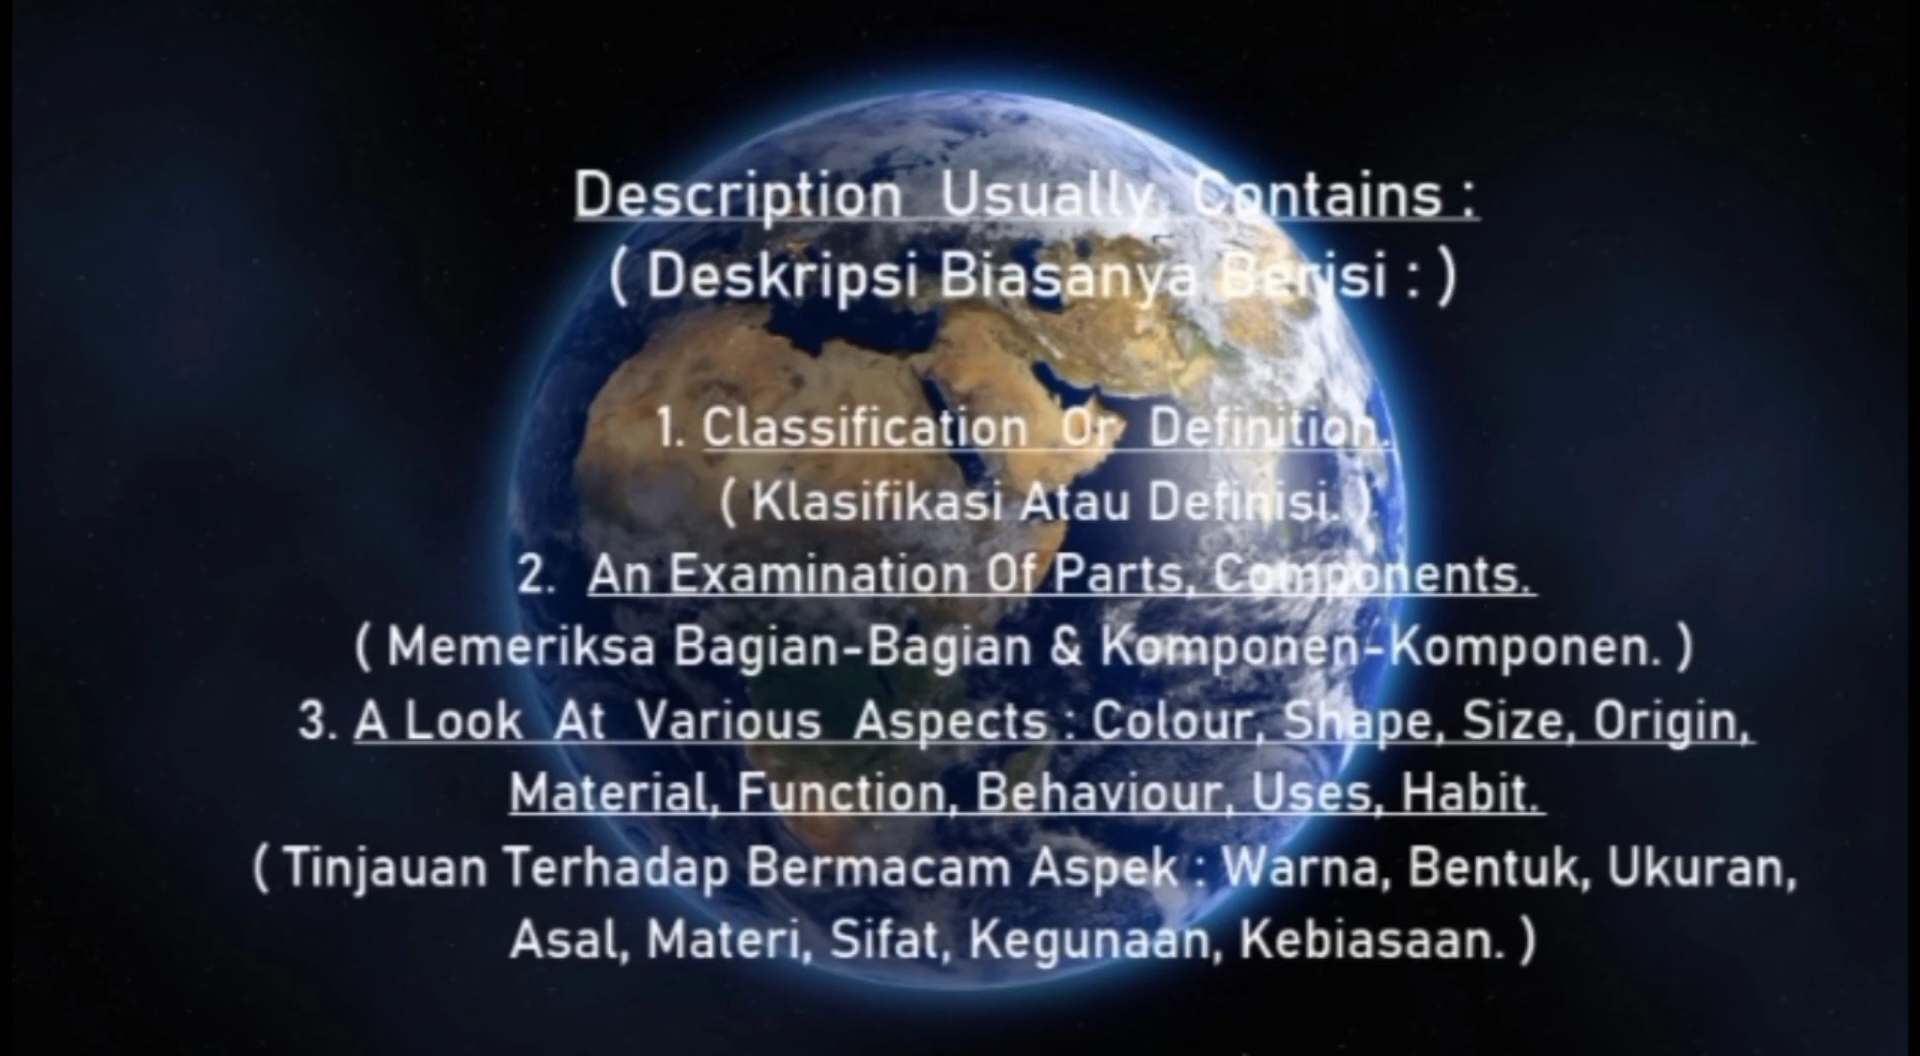 Description Usually Contains :
( Deskripsi Biasanya Berisi : )
1. Classification Or Definition.
( Klasifikasi Atau Definisi. )
2. An Examination Of Parts, Components.
( Memeriksa Bagian-Bagian & Komponen-Komponen. )
3. A Look At Various Aspects : Colour, Shape, Size, Origin,
Material, Function, Behaviour, Uses, Habit.
( Tinjauan Terhadap Bermacam Aspek : Warna, Bentuk, Ukuran,
Asal, Materi, Sifat, Kegunaan, Kebiasaan. )